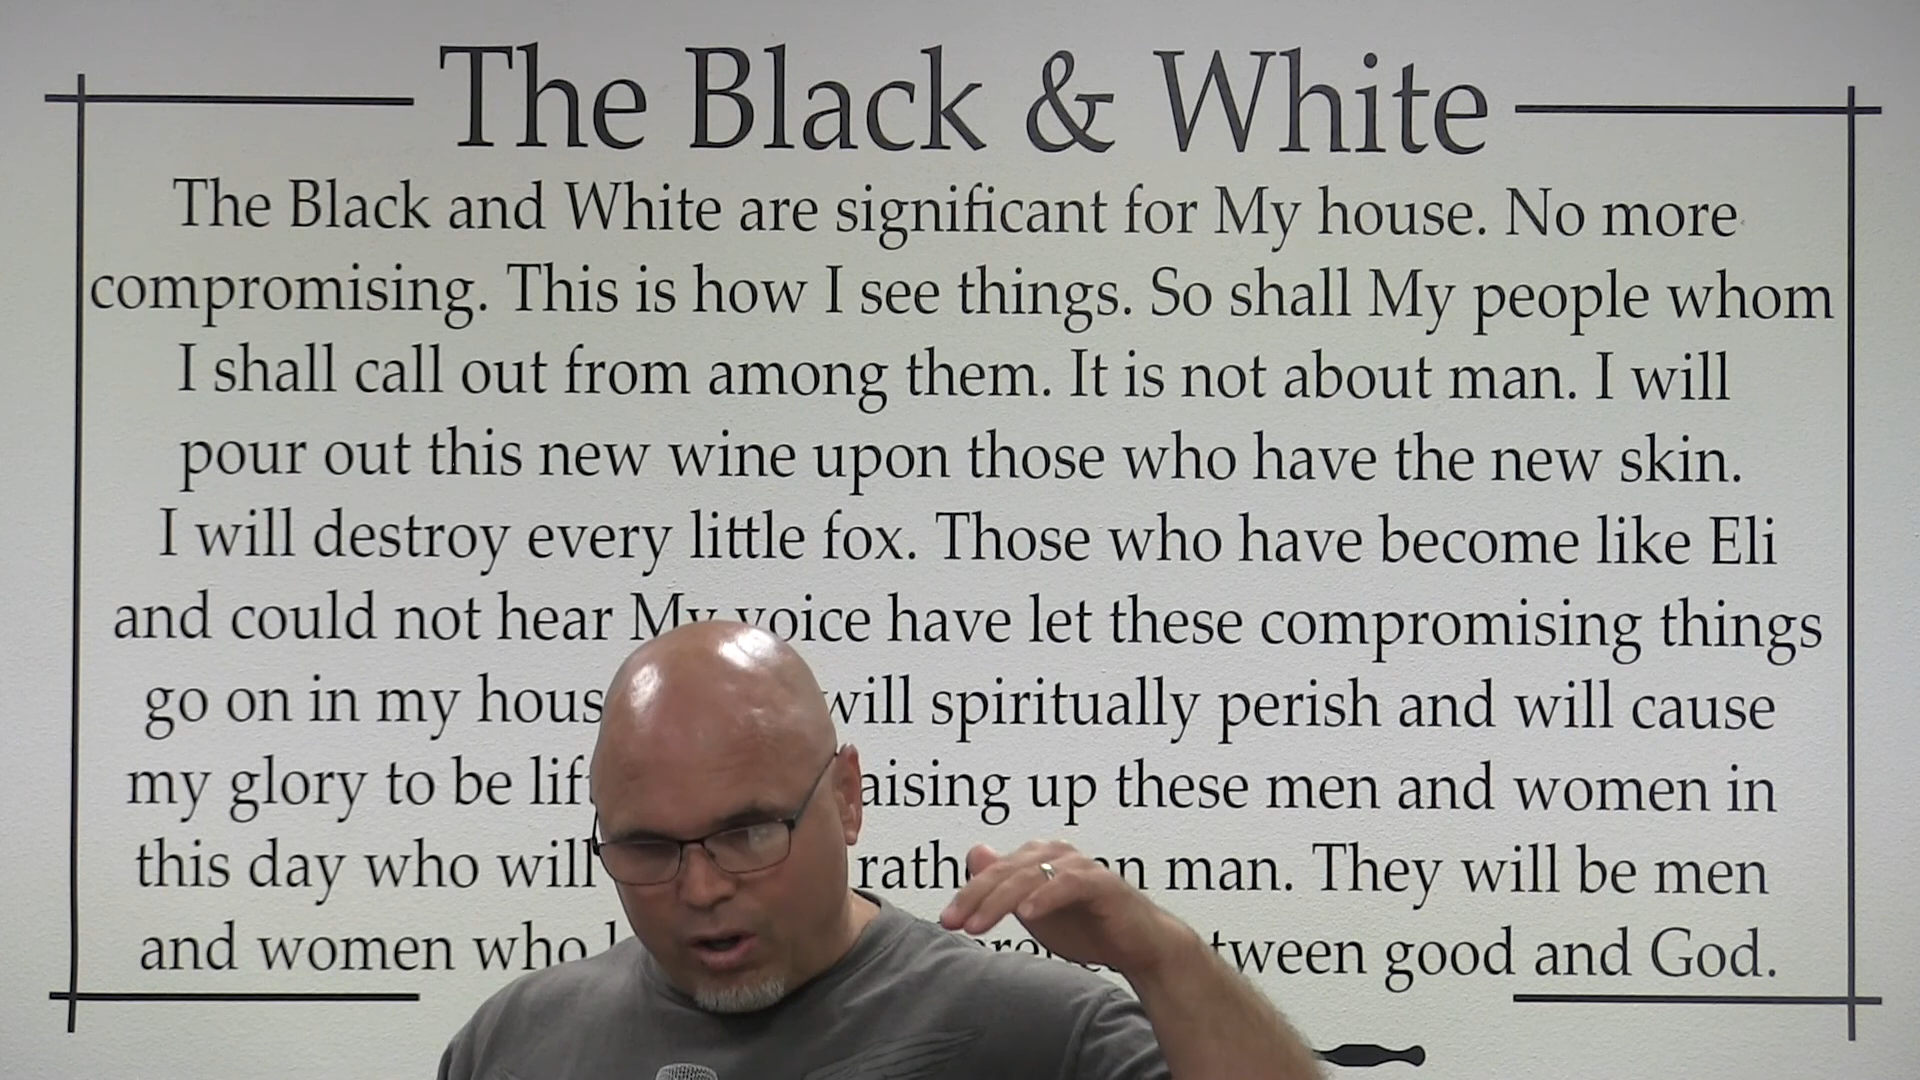 The Black & White
The Black and White are significant for My house. No more
compromising. This is how I see things. So shall My people whom
I shall call out from among them. It is not about man. I will
pour out this new wine upon those who have the new skin.
I will destroy every little fox. Those who have become like Eli
and could not hear My voice have let these compromising things
go on in my will spiritually perish and will cause
my glory to be up these men and women in
this day who will man. They will be men
and women who good and God.